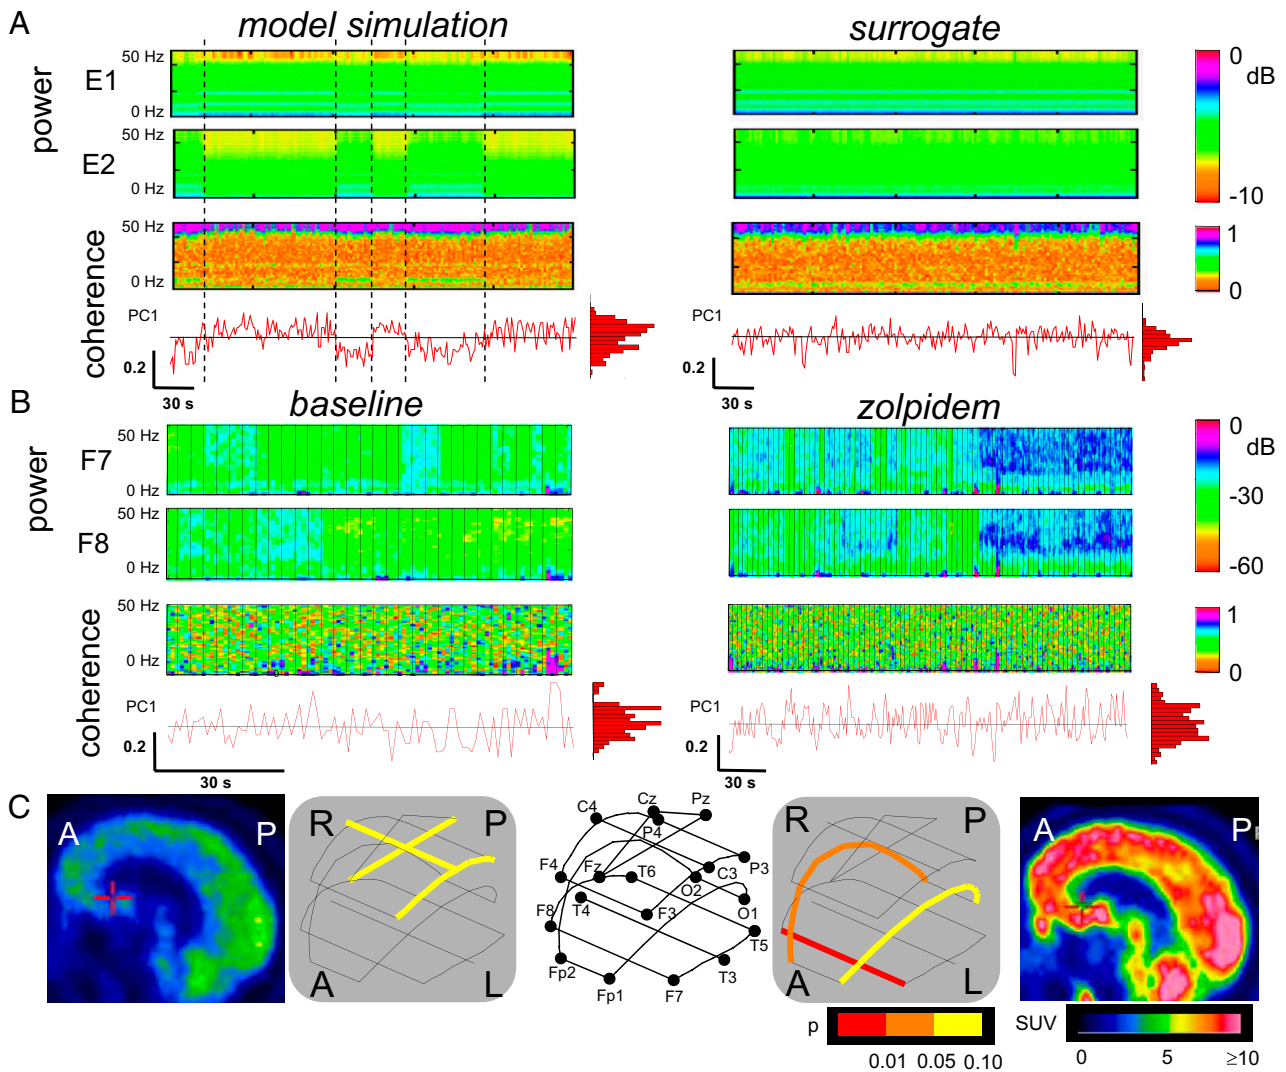 A
model simulation
surrogate
power
E1
50 Hz
0 Hz
0
dB
-10
E2
50 Hz
0 Hz
coherence
50 Hz
0 Hz
1
0
PC1
0.2
30 s
PC1
0.2
30 s
B
baseline
zolpidem
power
F7
50 Hz
0 Hz
0
dB
-30
-60
F8
50 Hz
0 Hz
coherence
50 Hz
0 Hz
1
0
PC1
0.2
30 s
PC1
0.2
30 s
C
A P
R P
A L
C4 Cz Pz
P4
F4 Fz T6 P3
O2 C3
T4 F3 O1
F8 T5
Fp2 T3
Fp1 F7
R P
A L
A P
p
0.01 0.05 0.10
SUV
0 5 ≥10